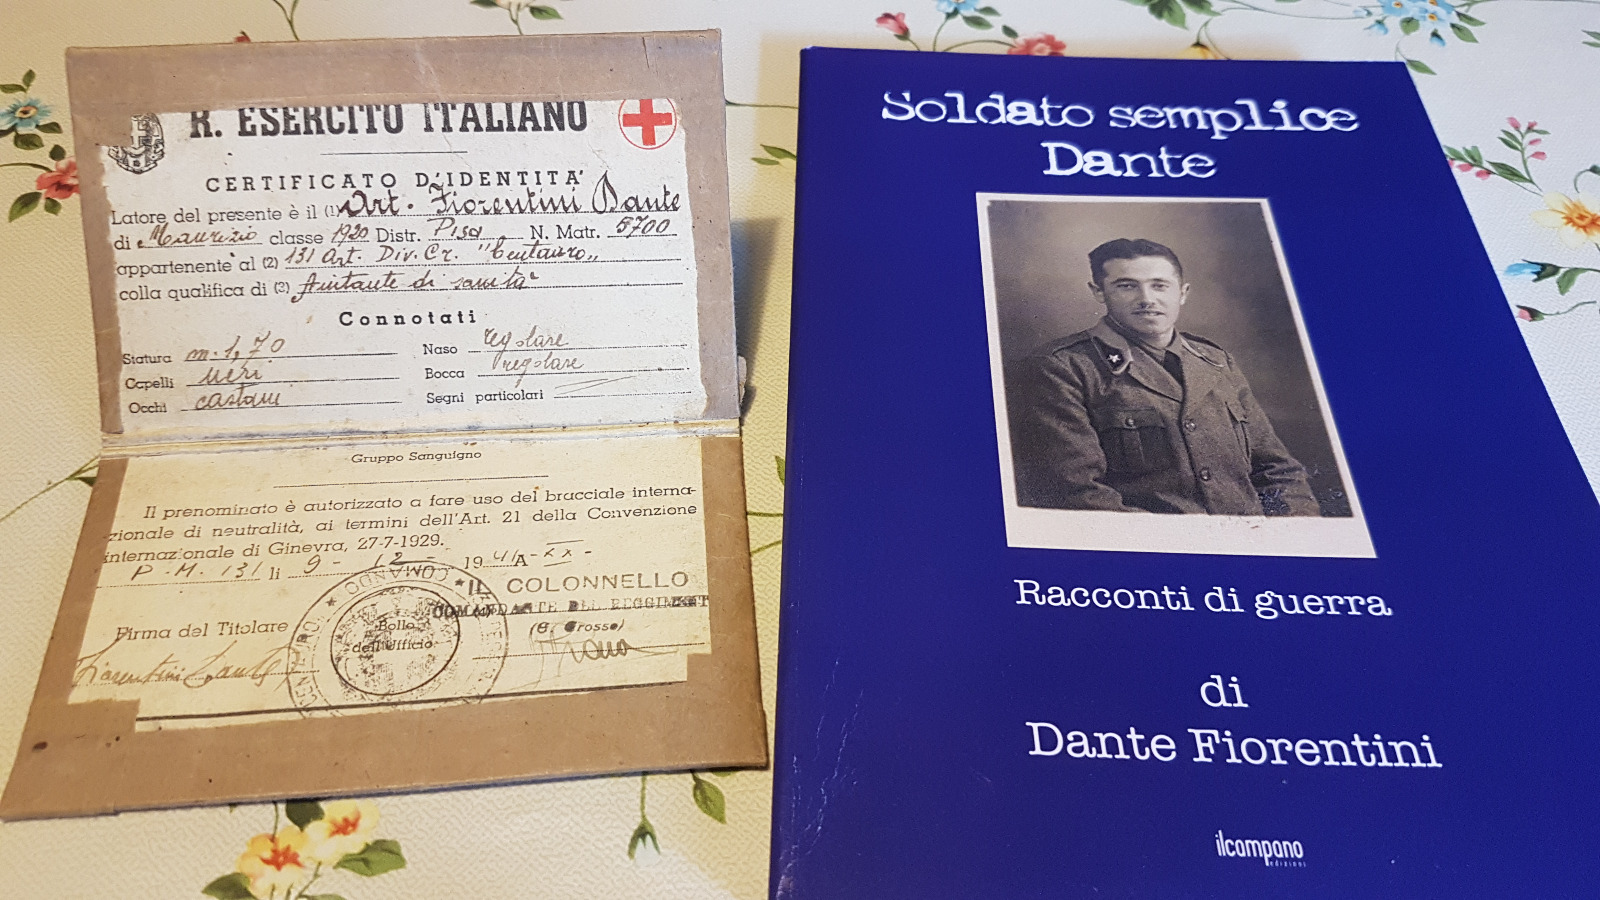 R. ESERCITO ITALIANO
CERTIFICATO D'IDENTITA'
Latore del presente è il (1) Art. Fiorentini Dante
di Maurizio classe 1920 Distr. Pisa N. Matr. 5700
appartenente al (2) 131 Art. Div. Cr. "Centauro"
colla qualifica di (3) Aiutante di sanità
Connotati
Statura m. 1,70
Capelli neri
Occhi castani
Naso regolare
Bocca regolare
Segni particolari
Gruppo Sanguigno
Il prenominato è autorizzato a fare uso del bracciale interna-
zionale di neutralità, ai termini dell'Art. 21 della Convenzione
internazionale di Ginevra, 27-7-1929.
P. M. 131 li 9 - 12 - 1941 A - XX -
IL COLONNELLO
COMANDANTE DEL REGGIMENT
(G. Grosso)
Firma del Titolare
Bollo
dell'Ufficio
COMANDO
Fiorentini Dante
Soldato semplice
Dante
Racconti di guerra
di
Dante Fiorentini
ilcampano
edizioni